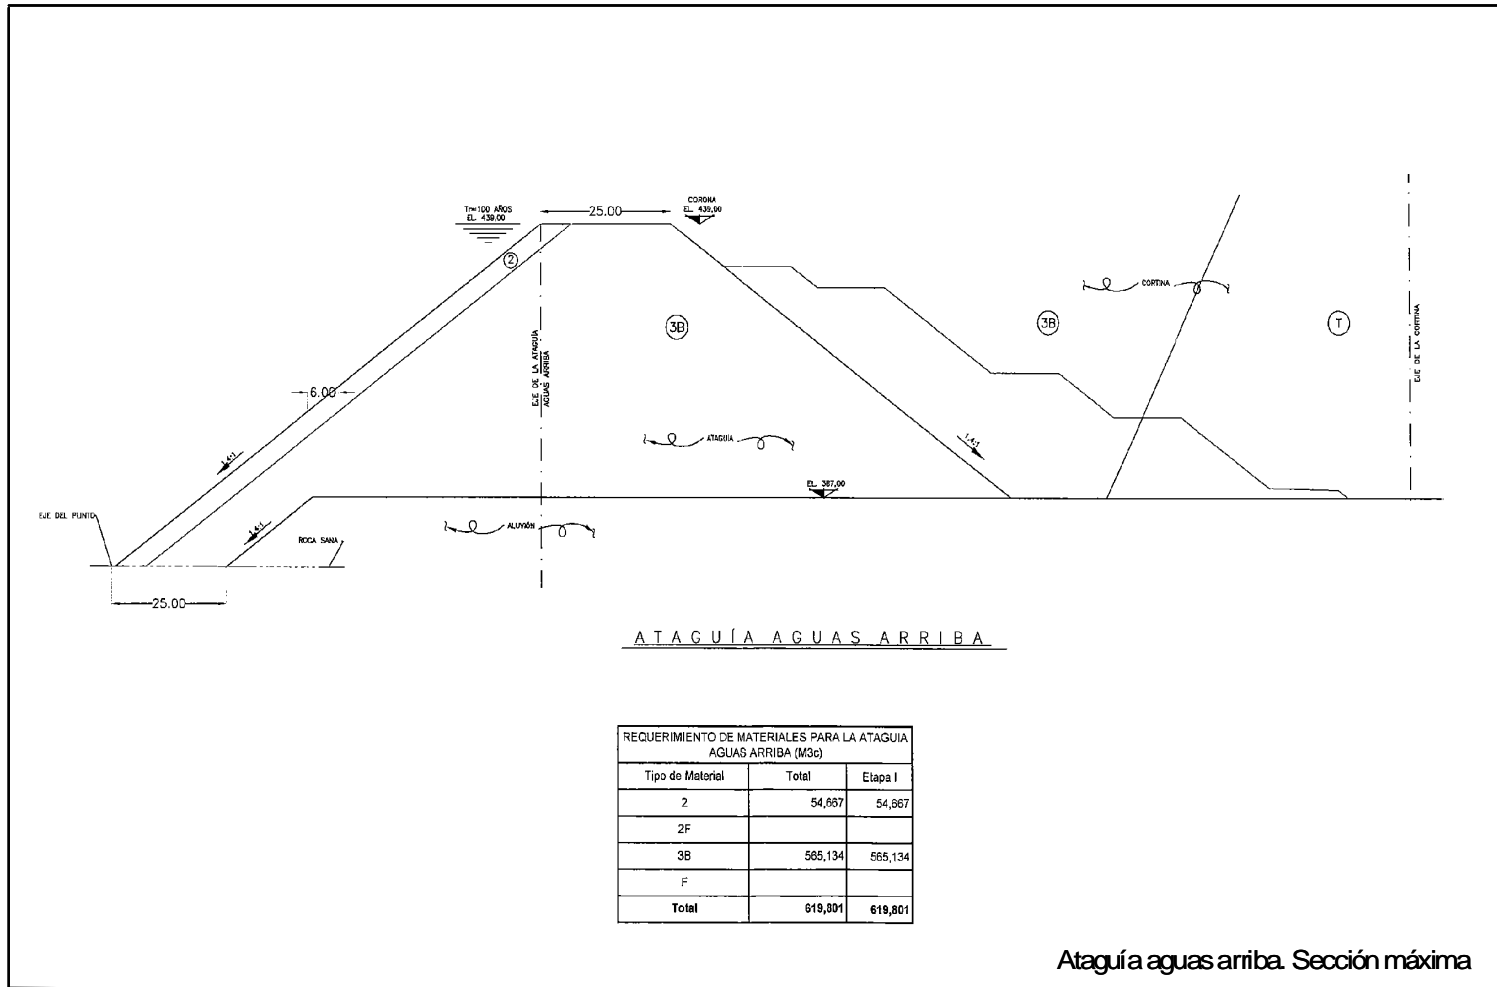 Tr=100 AÑOS
EL. 439.00
25.00
CORONA
EL. 439.00
2
3B
EJE DE LA ATAGUÍA
AGUAS ARRIBA
CORTINA
3B
T
EJE DE LA CORTINA
6.00
1.4:1
ATAGUÍA
1.4:1
EL. 387.00
EJE DEL PLINTO
1.4:1
ROCA SANA
ALUVIÓN
25.00
ATAGUÍA AGUAS ARRIBA
REQUERIMIENTO DE MATERIALES PARA LA ATAGUIA
AGUAS ARRIBA (M3c)
Tipo de Material Total Etapa I
2 54,667 54,667
2F
3B 565,134 565,134
F
Total 619,801 619,801
Ataguía aguas arriba. Sección máxima